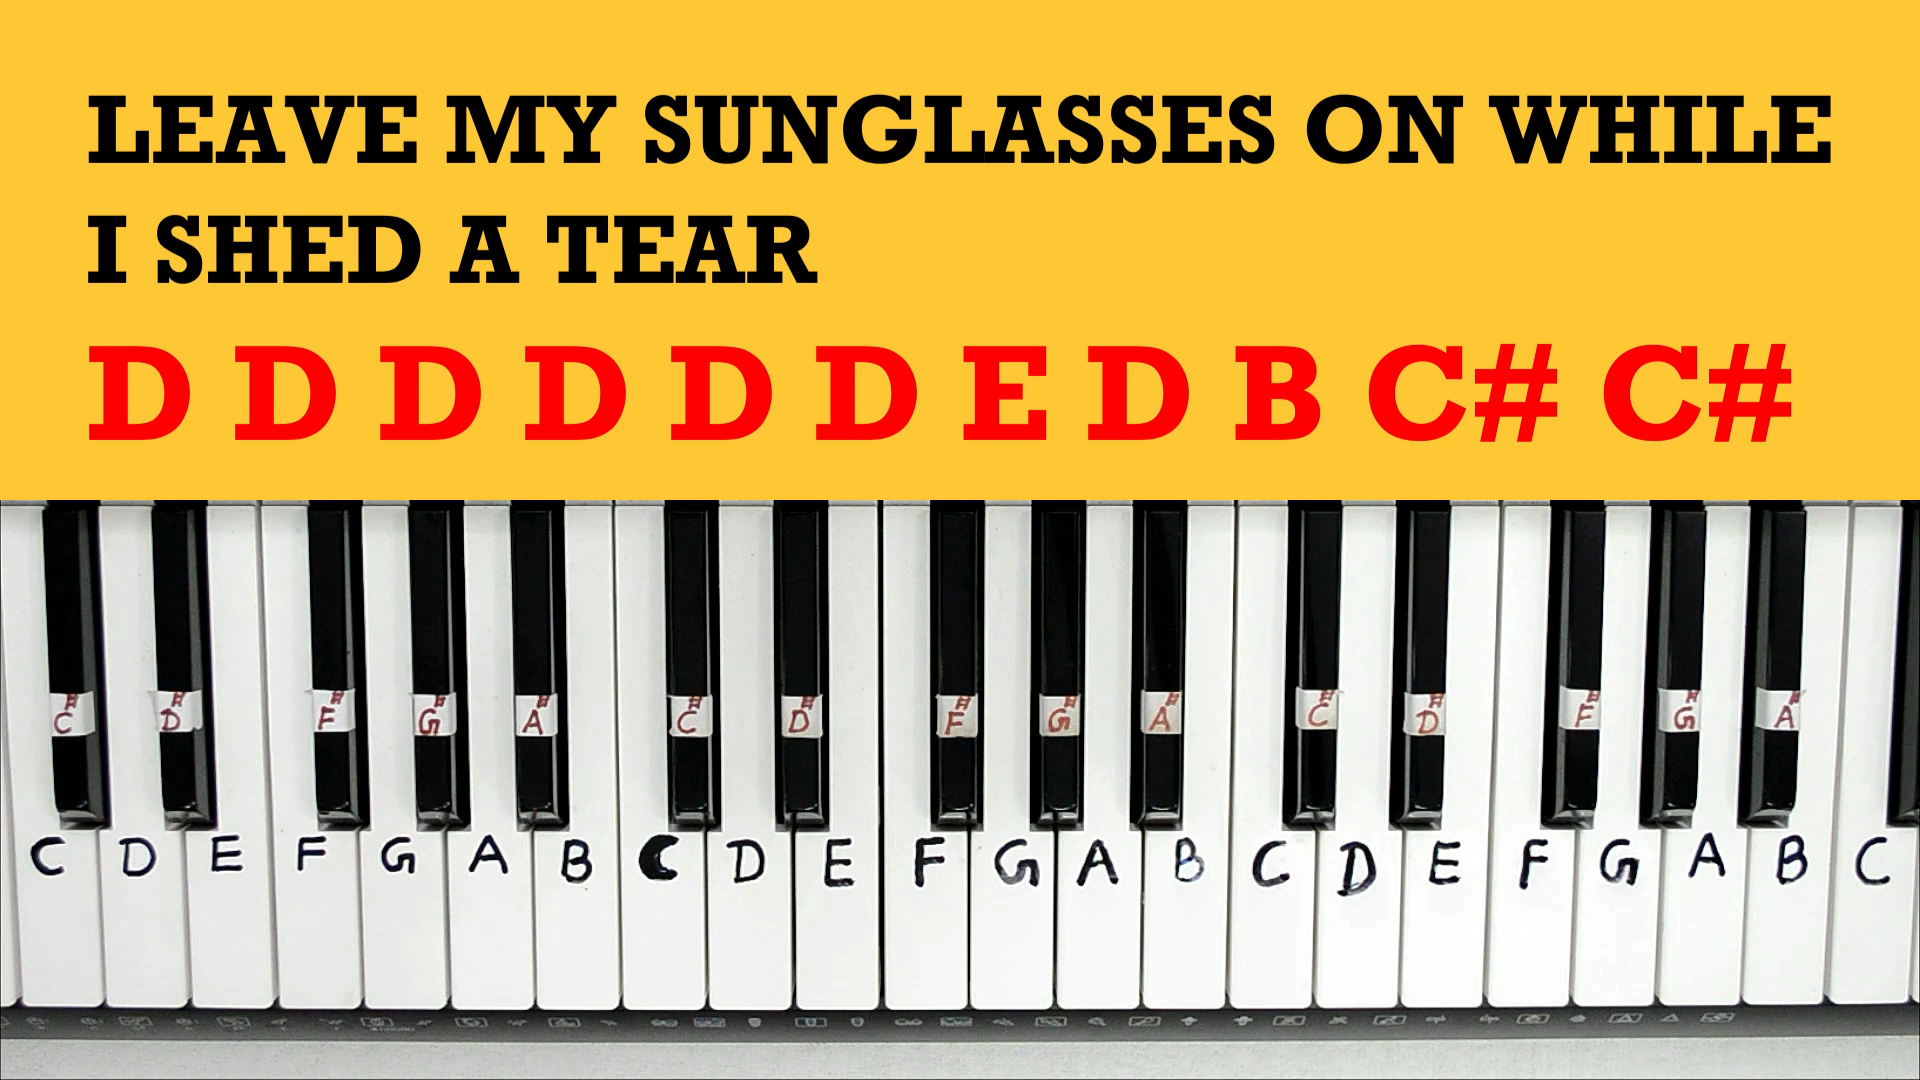 LEAVE MY SUNGLASSES ON WHILE
I SHED A TEAR
D D D D D D E D B C# C#
C# D# F# G# A# C# D# F# G# A# C# D# F# G# A#
C D E F G A B C D E F G A B C D E F G A B C